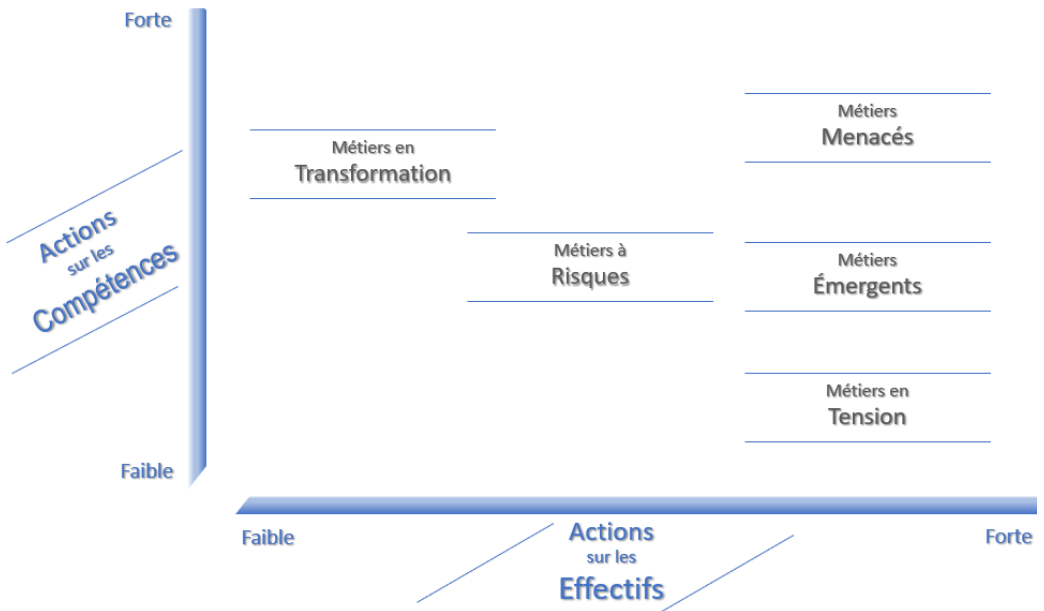 Forte
Métiers
Menacés
Métiers en
Transformation
Actions
sur les
Compétences
Métiers à
Risques
Métiers
Émergents
Métiers en
Tension
Faible
Faible
Actions
sur les
Effectifs
Forte